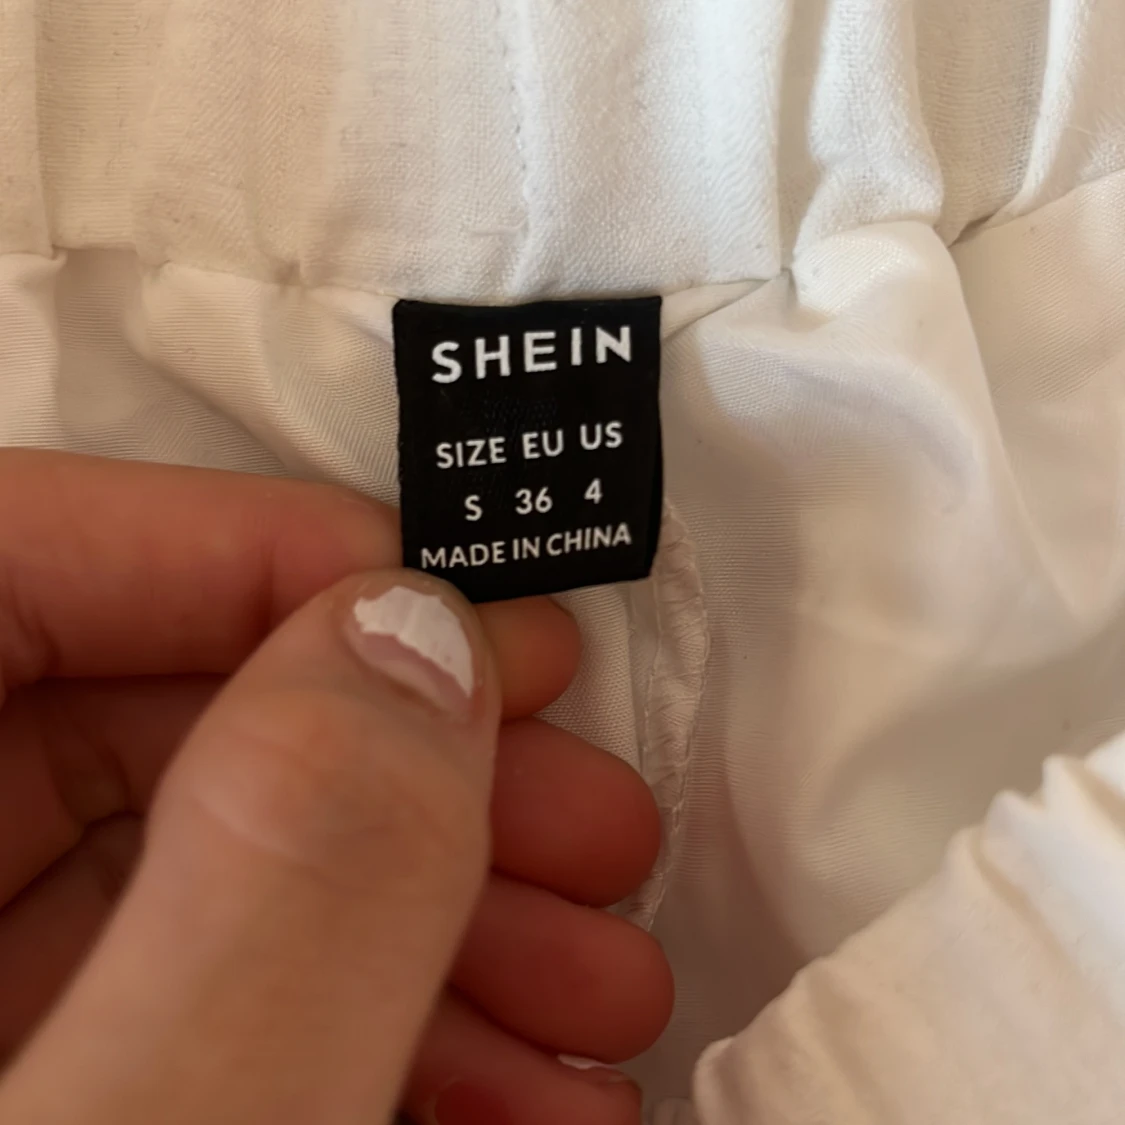 SHEIN
SIZE EU US
S 36 4
MADE IN CHINA